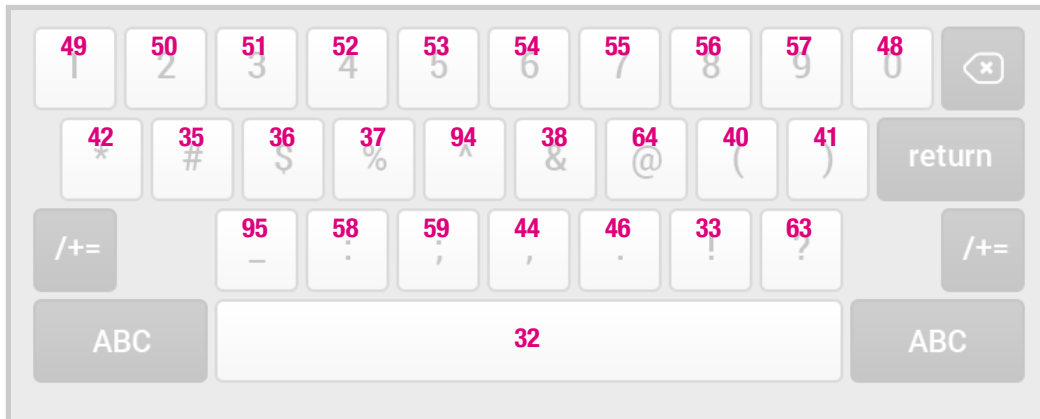 49 50 51 52 53 54 55 56 57 48
1 2 3 4 5 6 7 8 9 0
42 35 36 37 94 38 64 40 41
* # $ % ^ & @ ( ) return
95 58 59 44 46 33 63
/+= _ : ; , . ! ? /+=
ABC 32 ABC